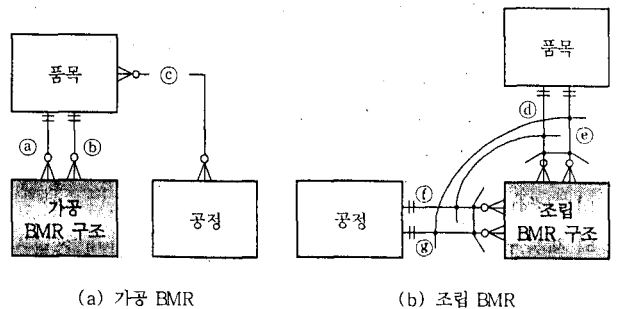 품목
ⓒ
ⓐ
ⓑ
가공
BMR 구조
공정
(a) 가공 BMR
품목
ⓓ
ⓔ
ⓕ
공정
ⓖ
조립
BMR 구조
(b) 조립 BMR